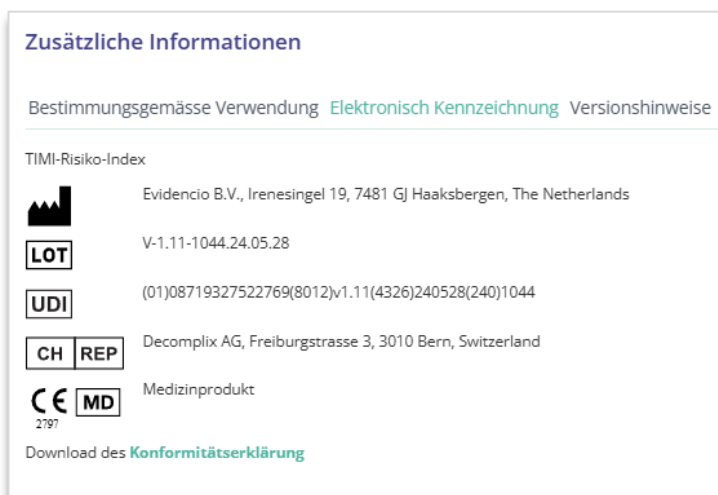 Zusätzliche Informationen
Bestimmungsgemässe Verwendung Elektronisch Kennzeichnung Versionshinweise
TIMI-Risiko-Index
Evidencio B.V., Irenesingel 19, 7481 GJ Haaksbergen, The Netherlands
LOT V-1.11-1044.24.05.28
UDI (01)08719327522769(8012)v1.11(4326)240528(240)1044
CH REP Decomplix AG, Freiburgstrasse 3, 3010 Bern, Switzerland
CE MD Medizinprodukt
2797
Download des Konformitätserklärung